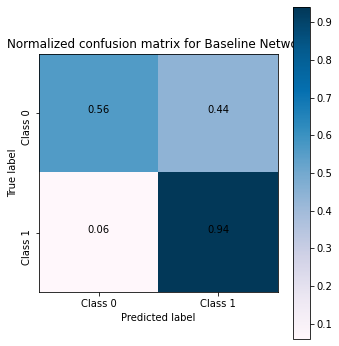 Normalized confusion matrix for Baseline Netwo
True label
Class 0
0.56
0.44
Class 1
0.06
0.94
Class 0
Class 1
Predicted label
0.9
0.8
0.7
0.6
0.5
0.4
0.3
0.2
0.1